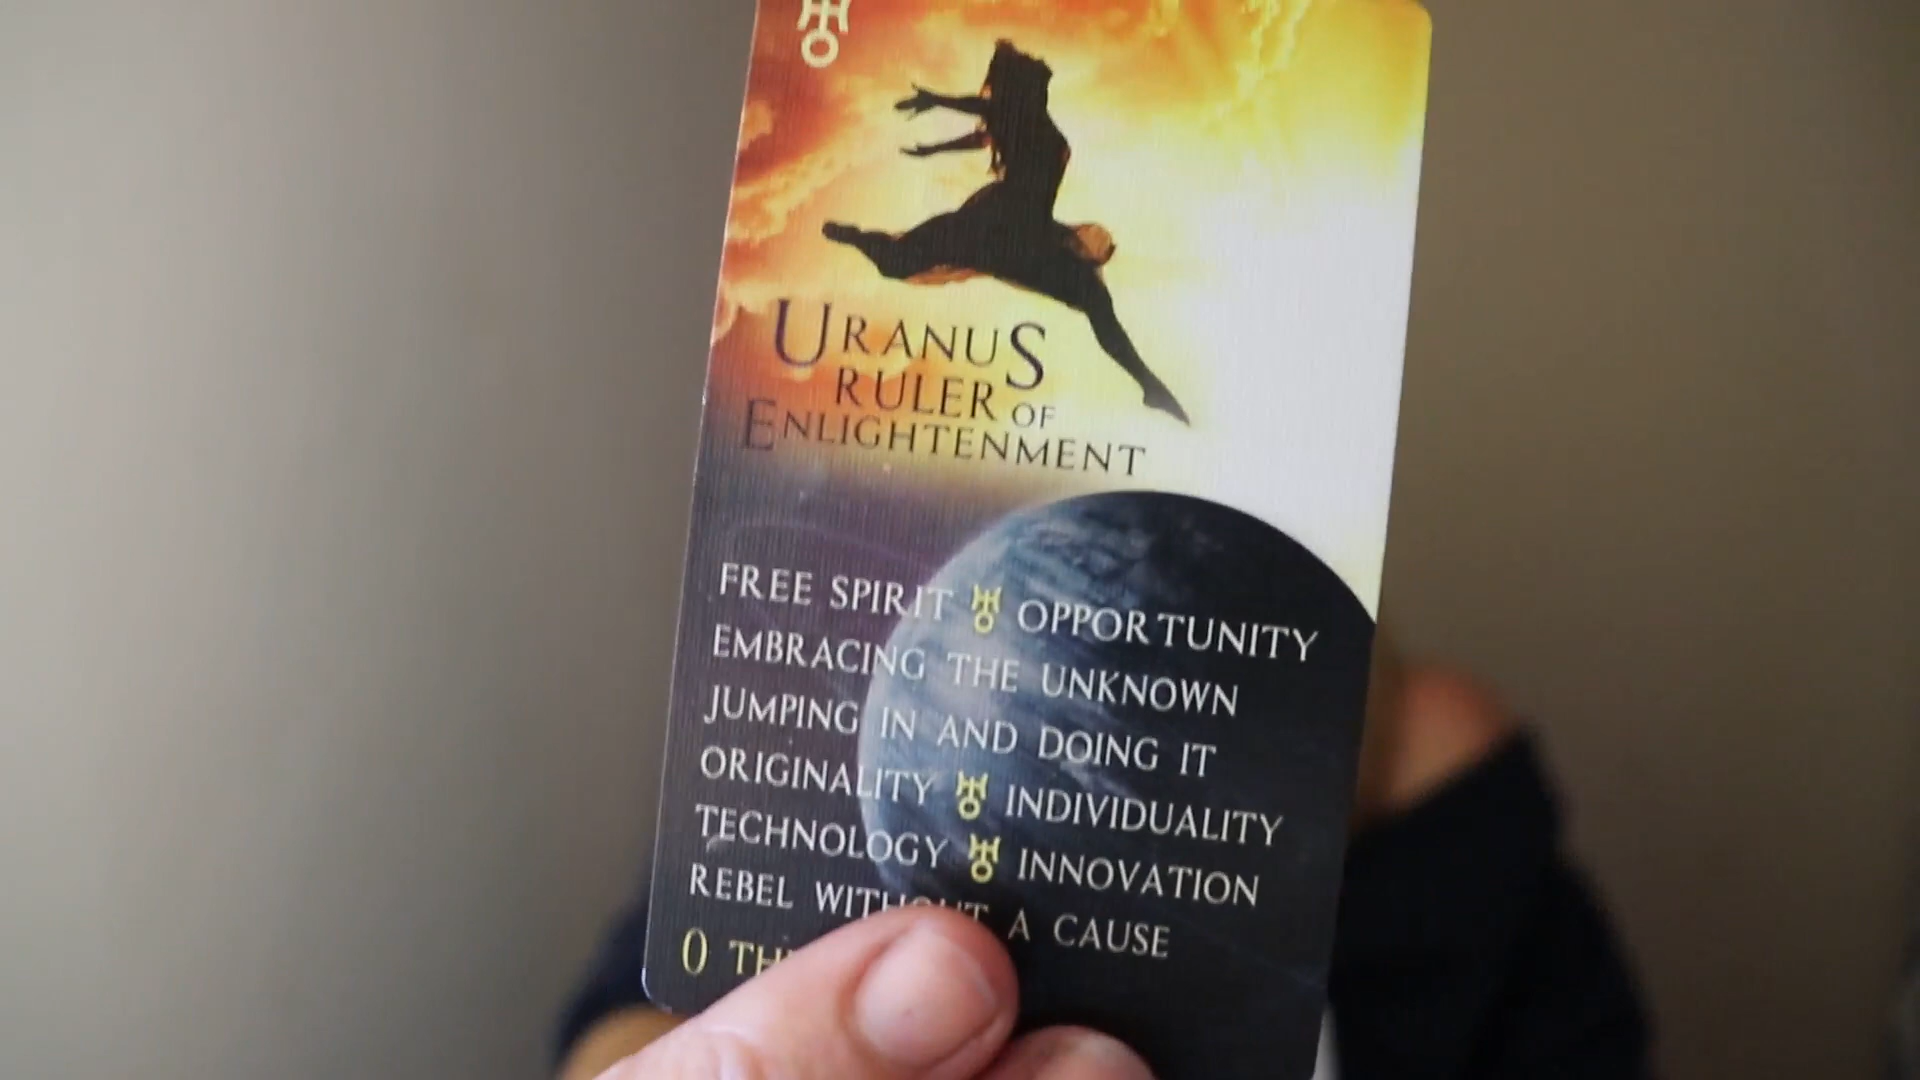 URANUS
RULER OF
ENLIGHTENMENT
FREE SPIRIT ♅ OPPORTUNITY
EMBRACING THE UNKNOWN
JUMPING IN AND DOING IT
ORIGINALITY ♅ INDIVIDUALITY
TECHNOLOGY ♅ INNOVATION
REBEL WITHOUT A CAUSE
0